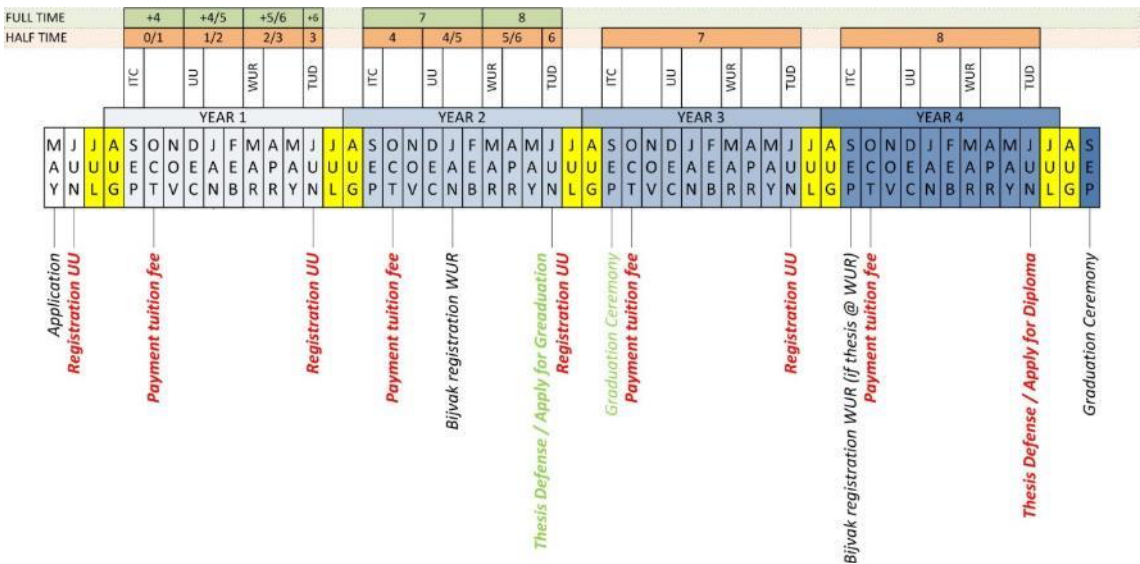 FULL TIME +4 +4/5 +5/6 +6 7 8
HALF TIME 0/1 1/2 2/3 3 4 4/5 5/6 6 7 8
ITC UU WUR TUD ITC UU WUR TUD ITC UU WUR TUD ITC UU WUR TUD
YEAR 1 YEAR 2 YEAR 3 YEAR 4
MAY JUN JUL AUG SEP OCT NOV DEC JAN FEB MAR APR MAY JUN JUL AUG SEP OCT NOV DEC JAN FEB MAR APR MAY JUN JUL AUG SEP OCT NOV DEC JAN FEB MAR APR MAY JUN JUL AUG SEP OCT NOV DEC JAN FEB MAR APR MAY JUN JUL AUG SEP
Application
Registration UU
Payment tuition fee
Registration UU
Payment tuition fee
Bijvak registration WUR
Thesis Defense / Apply for Greaduation
Registration UU
Graduation Ceremony
Payment tuition fee
Registration UU
Bijvak registration WUR (if thesis @ WUR)
Payment tuition fee
Thesis Defense / Apply for Diploma
Graduation Ceremony